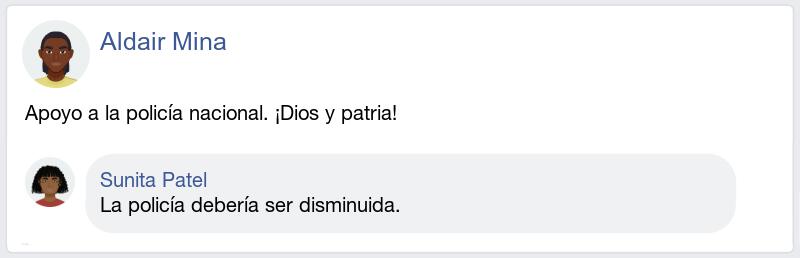 Aldair Mina
Apoyo a la policía nacional. ¡Dios y patria!
Sunita Patel
La policía debería ser disminuida.